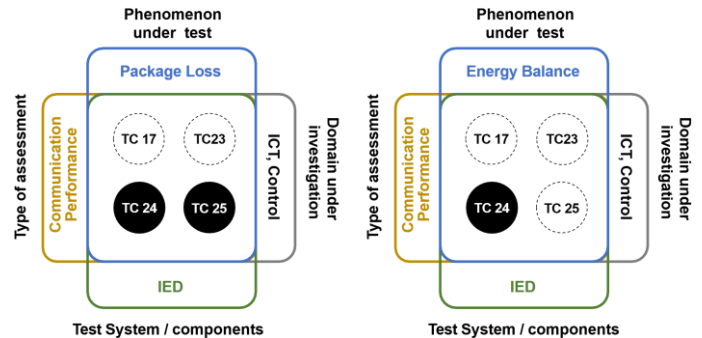 Phenomenon
under test
Package Loss
Type of assessment
Communication
Performance
TC 17
TC23
TC 24
TC 25
ICT, Control
Domain under
investigation
IED
Test System / components
Phenomenon
under test
Energy Balance
Type of assessment
Communication
Performance
TC 17
TC23
TC 24
TC 25
ICT, Control
Domain under
investigation
IED
Test System / components